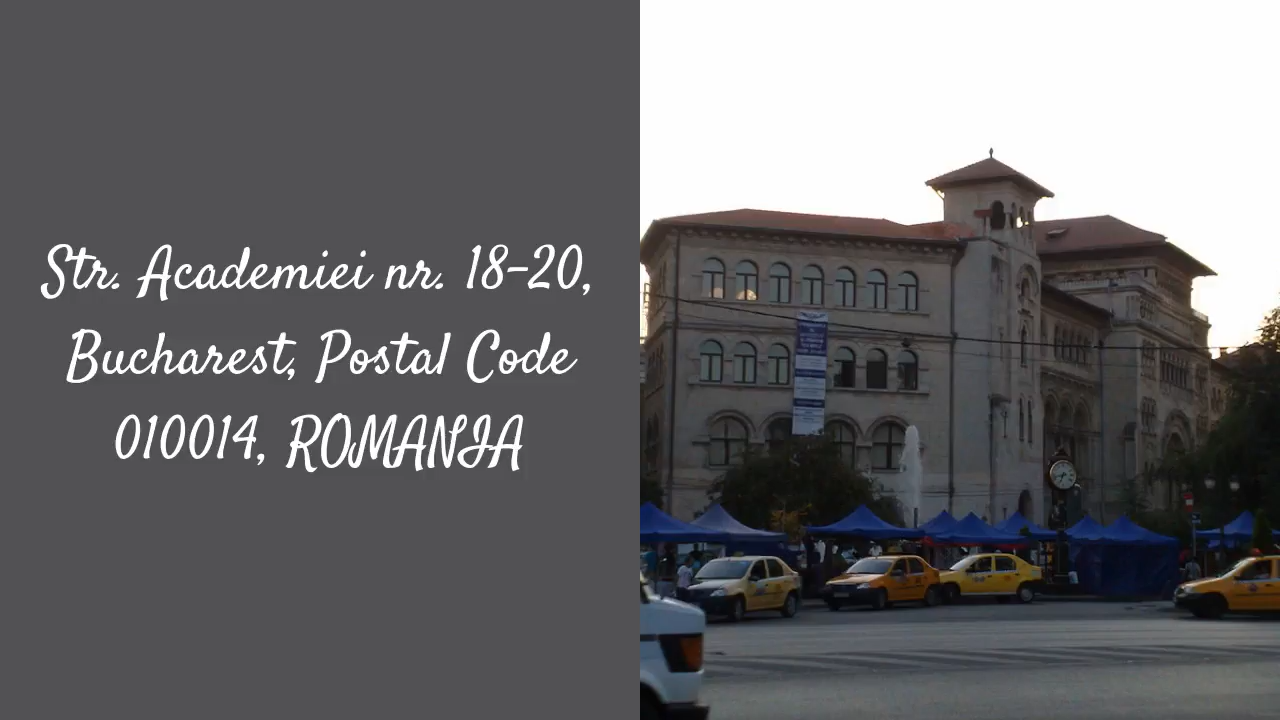 Str. Academiei nr. 18-20,
Bucharest, Postal Code
010014, ROMANIA